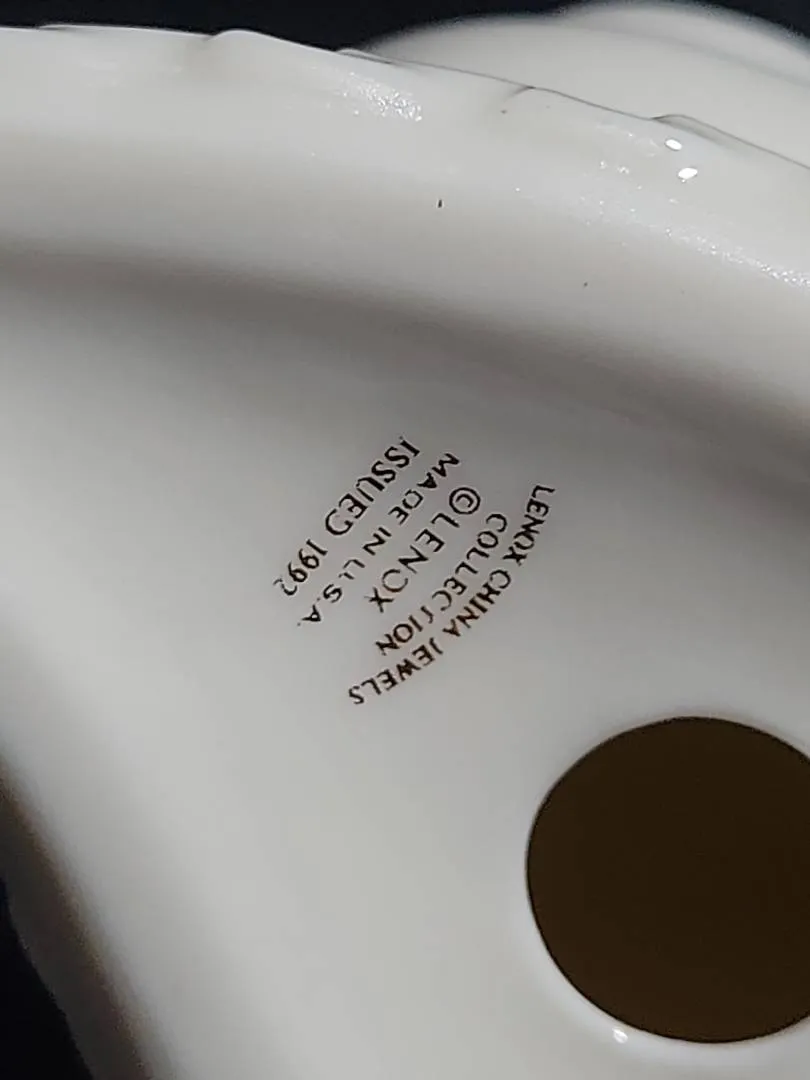 LENOX CHINA JEWELS
COLLECTION
© LENOX
MADE IN U.S.A.
ISSUED 1992